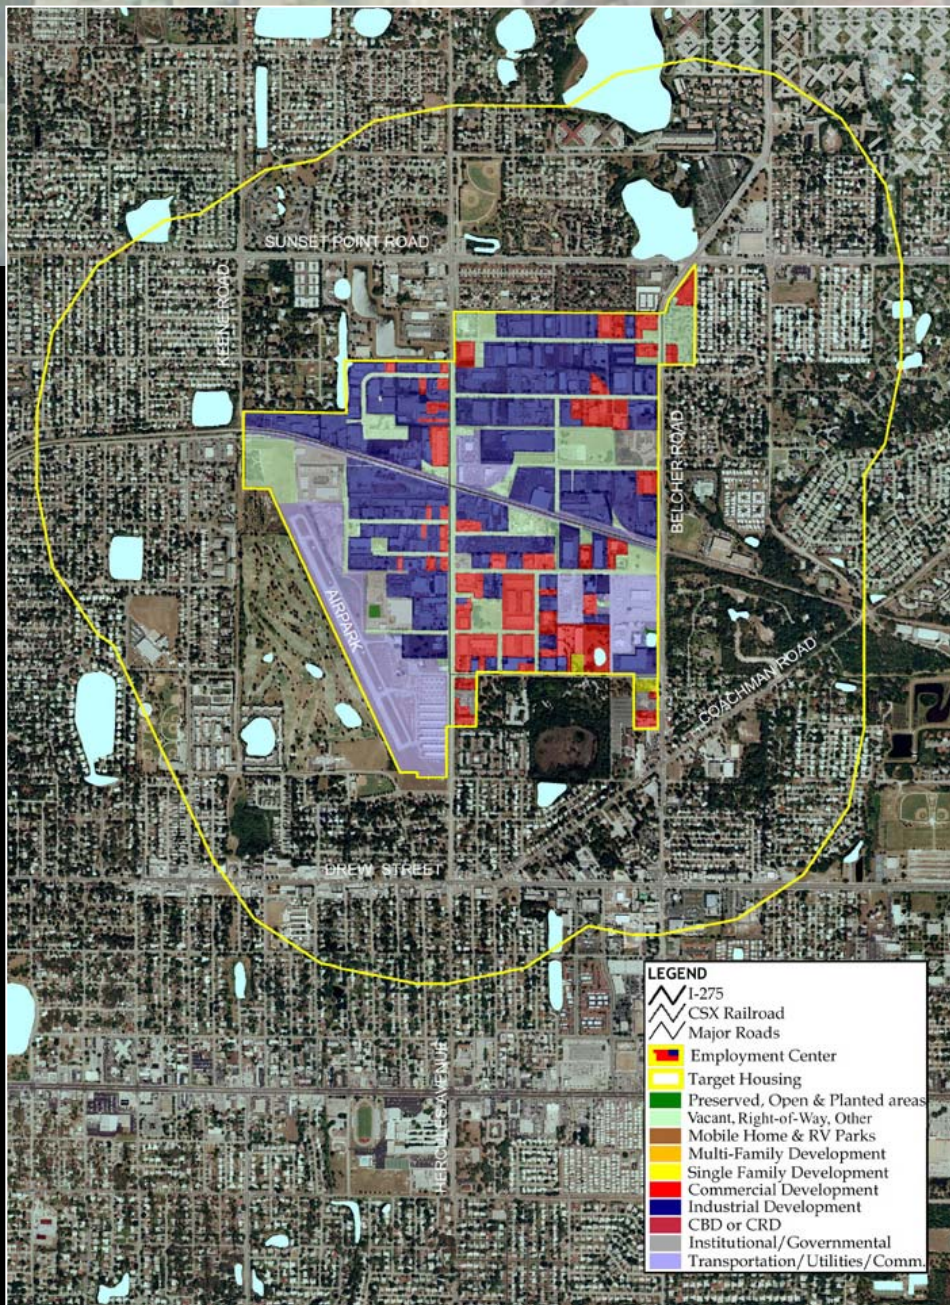 SUNSET POINT ROAD
KEENE ROAD
BELCHER ROAD
AIRPARK
COACHMAN ROAD
DREW STREET
HERCULES AVENUE
LEGEND
I-275
CSX Railroad
Major Roads
Employment Center
Target Housing
Preserved, Open & Planted areas
Vacant, Right-of-Way, Other
Mobile Home & RV Parks
Multi-Family Development
Single Family Development
Commercial Development
Industrial Development
CBD or CRD
Institutional/Governmental
Transportation/Utilities/Comm.